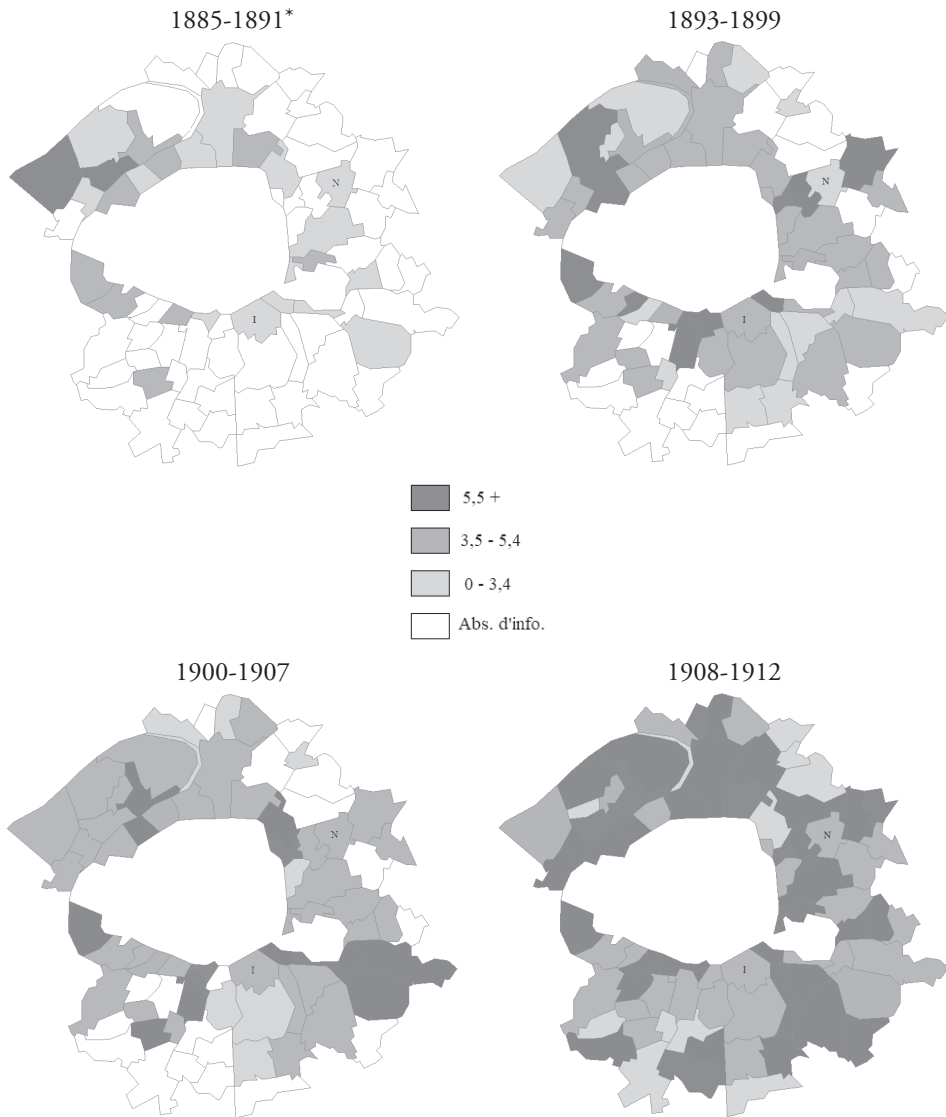 1885-1891*
1893-1899
N
I
N
I
5,5 +
3,5 - 5,4
0 - 3,4
Abs. d'info.
1900-1907
1908-1912
N
I
N
I